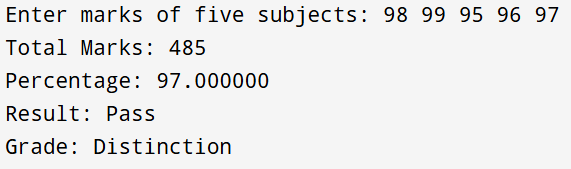 Enter marks of five subjects: 98 99 95 96 97
Total Marks: 485
Percentage: 97.000000
Result: Pass
Grade: Distinction